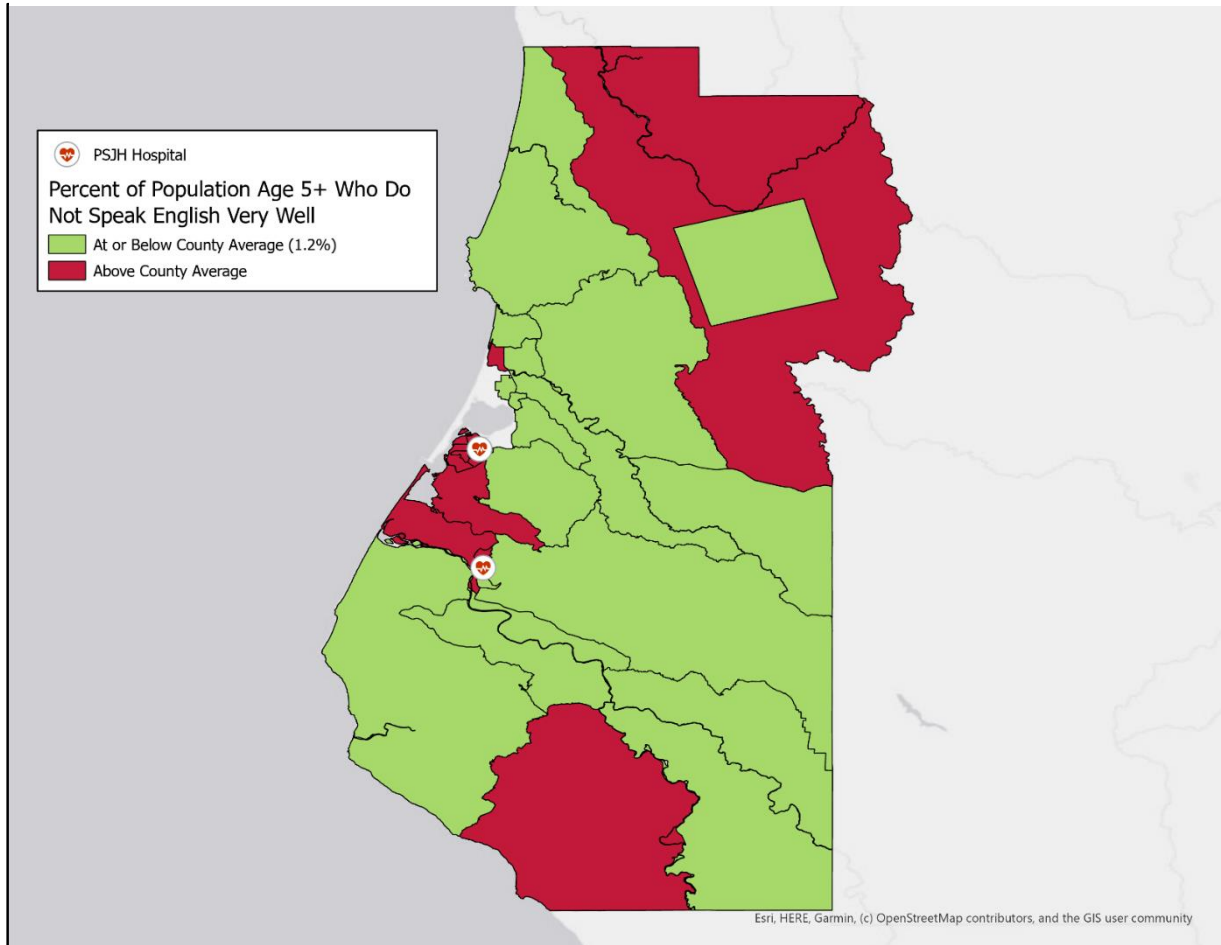 PSJH Hospital
Percent of Population Age 5+ Who Do
Not Speak English Very Well
At or Below County Average (1.2%)
Above County Average
Esri, HERE, Garmin, (c) OpenStreetMap contributors, and the GIS user community